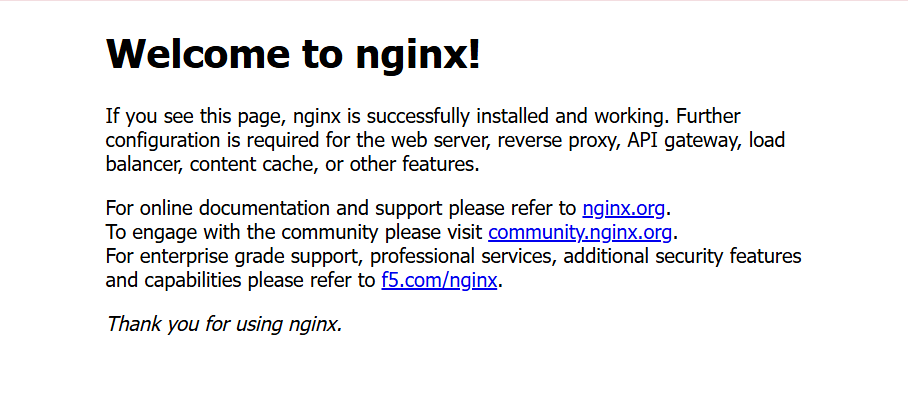 Welcome to nginx!
If you see this page, nginx is successfully installed and working. Further
configuration is required for the web server, reverse proxy, API gateway, load
balancer, content cache, or other features.
For online documentation and support please refer to nginx.org.
To engage with the community please visit community.nginx.org.
For enterprise grade support, professional services, additional security features
and capabilities please refer to f5.com/nginx.
Thank you for using nginx.